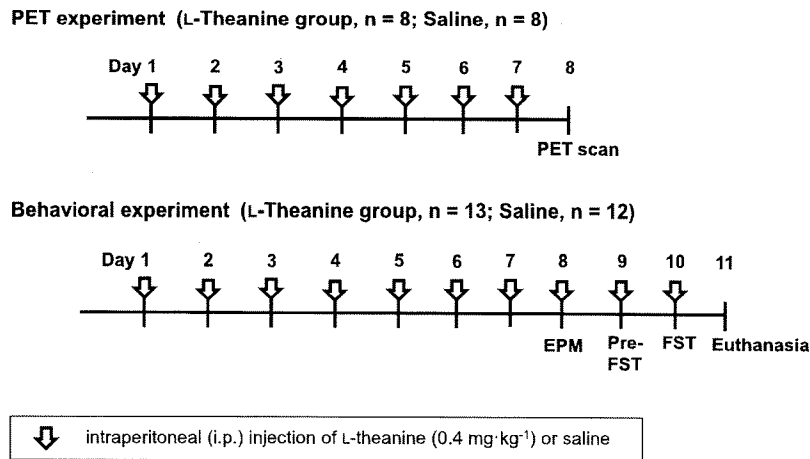 PET experiment (L-Theanine group, n = 8; Saline, n = 8)
Day 1 2 3 4 5 6 7 8
PET scan
Behavioral experiment (L-Theanine group, n = 13; Saline, n = 12)
Day 1 2 3 4 5 6 7 8 9 10 11
EPM Pre-FST FST Euthanasia
intraperitoneal (i.p.) injection of L-theanine (0.4 mg·kg⁻¹) or saline